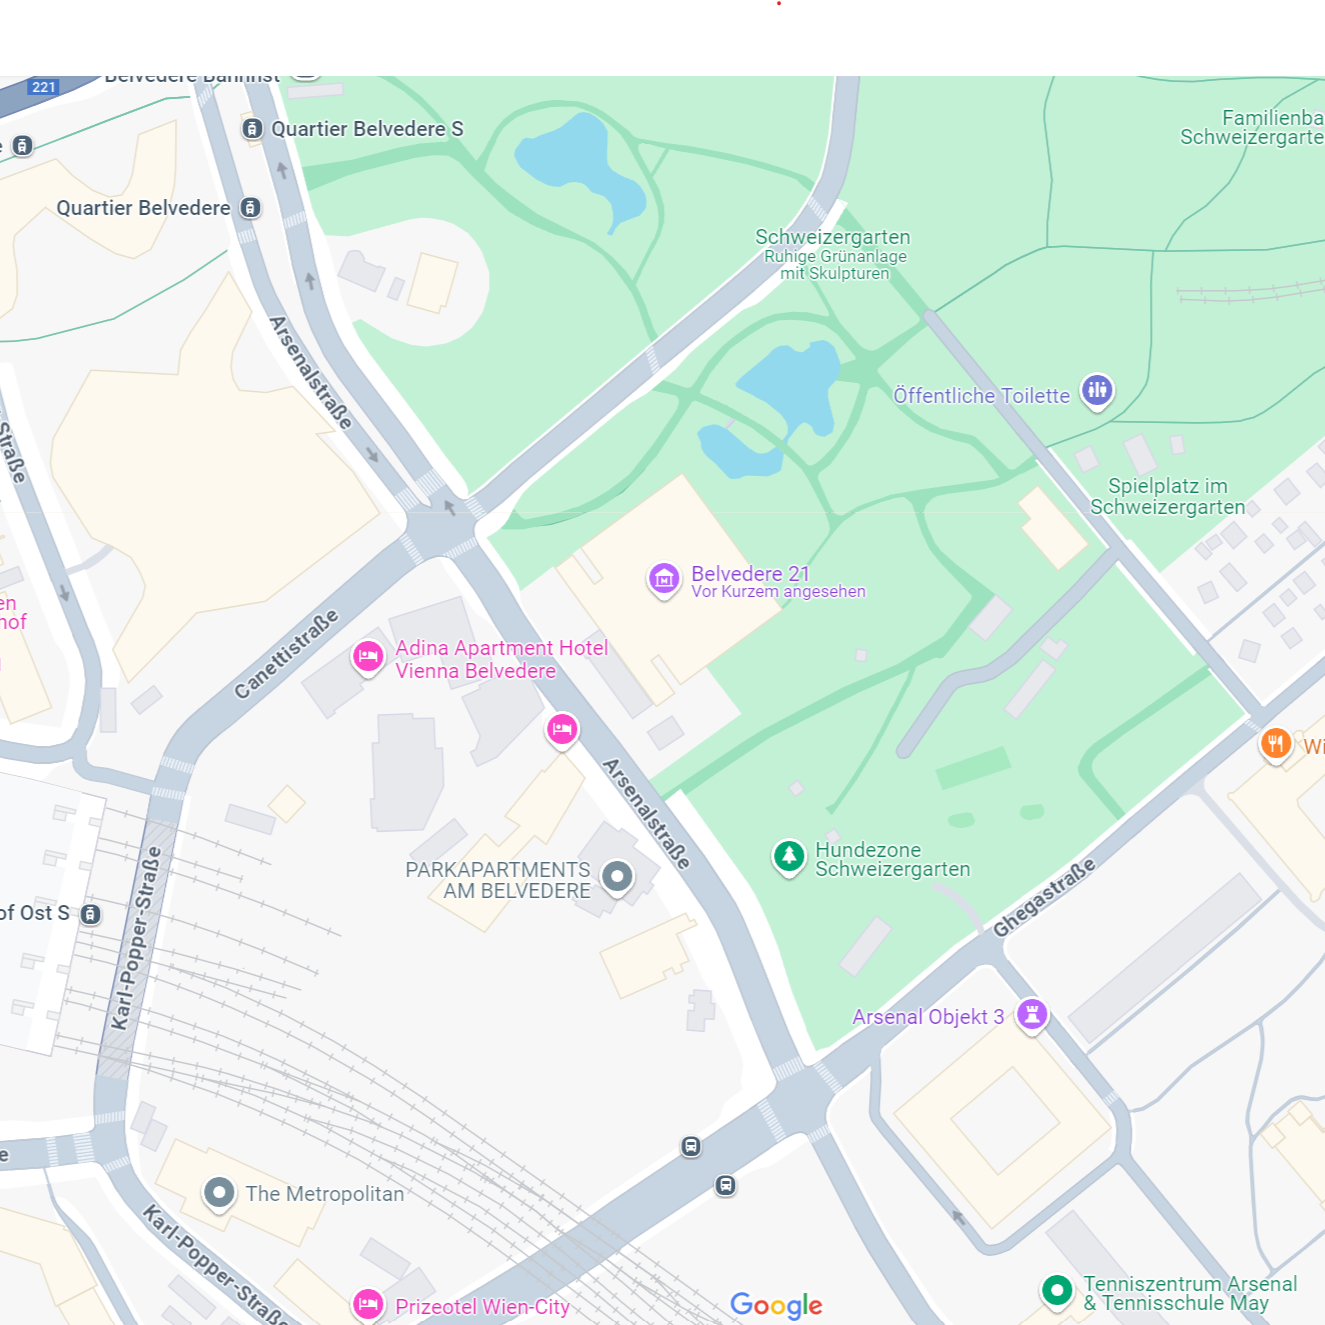 Belvedere Bahnhst
221
Quartier Belvedere S
Familienba
Schweizergarte
e
Quartier Belvedere
Schweizergarten
Ruhige Grünanlage
mit Skulpturen
Arsenalstraße
Öffentliche Toilette
Straße
Spielplatz im
Schweizergarten
Belvedere 21
Vor Kurzem angesehen
en
hof
Canettistraße
Adina Apartment Hotel
Vienna Belvedere
Wi
Arsenalstraße
PARKAPARTMENTS
AM BELVEDERE
Hundezone
Schweizergarten
Ghegastraße
of Ost S
Karl-Popper-Straße
Arsenal Objekt 3
e
The Metropolitan
Karl-Popper-Straße
Prizeotel Wien-City
Google
Tenniszentrum Arsenal
& Tennisschule May